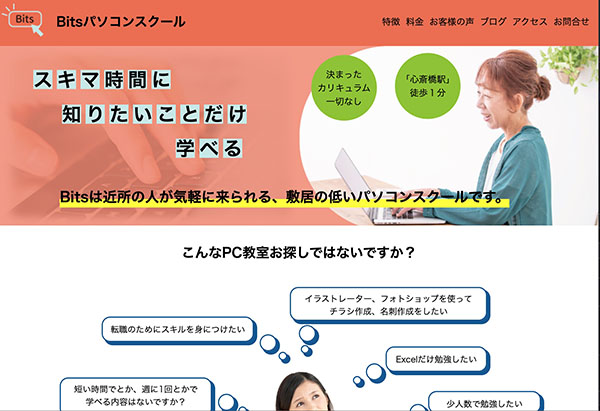 Bits
Bitsパソコンスクール
特徴 料金 お客様の声 ブログ アクセス お問合せ
スキマ時間に
知りたいことだけ
学べる
決まった
カリキュラム
一切なし
「心斎橋駅」
徒歩1分
Bitsは近所の人が気軽に来られる、敷居の低いパソコンスクールです。
こんなPC教室お探しではないですか？
イラストレーター、フォトショップを使って
チラシ作成、名刺作成をしたい
転職のためにスキルを身につけたい
Excelだけ勉強したい
短い時間でとか、週に1回とかで
学べる内容はないですか？
少人数で勉強したい